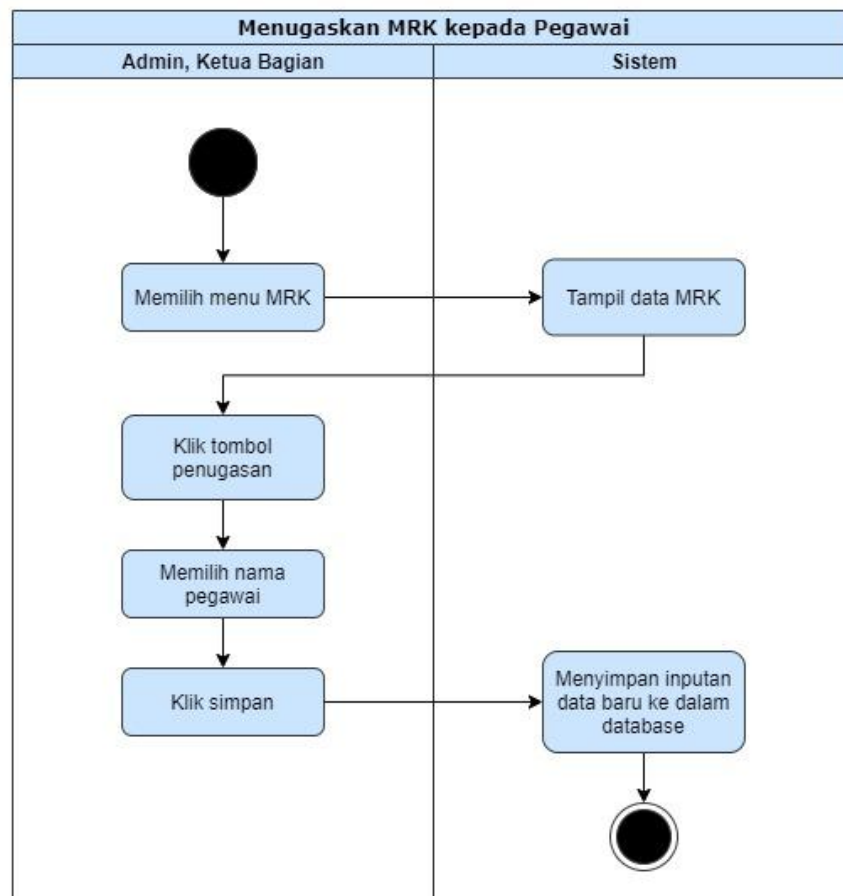 Menugaskan MRK kepada Pegawai
Admin, Ketua Bagian
Sistem
Memilih menu MRK
Tampil data MRK
Klik tombol
penugasan
Memilih nama
pegawai
Klik simpan
Menyimpan inputan
data baru ke dalam
database